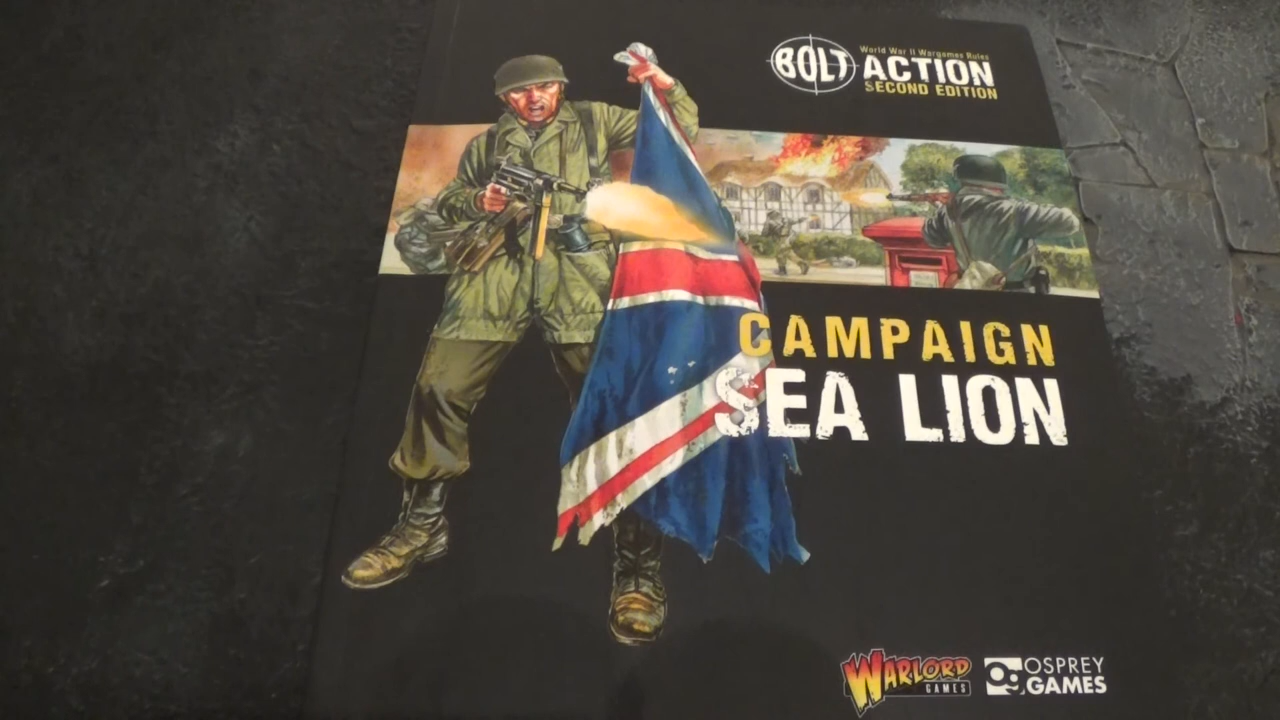 BOLT
World War II Wargames Rules
ACTION
SECOND EDITION
CAMPAIGN
SEA LION
WARLORD
GAMES
OSPREY
GAMES